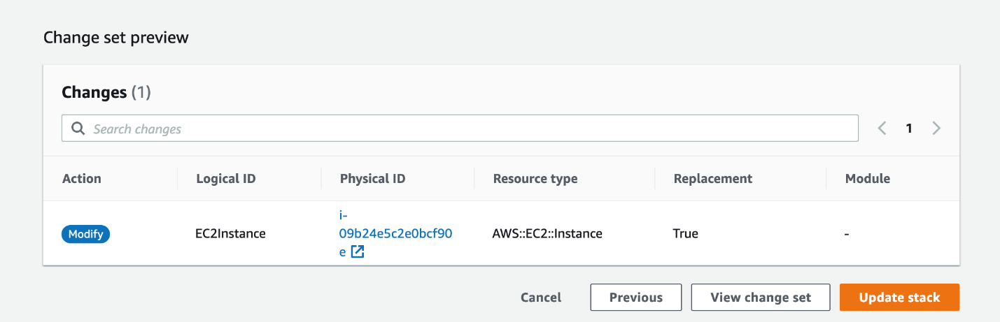 Change set preview
Changes (1)
Search changes
1
Action Logical ID Physical ID Resource type Replacement Module
i-
Modify EC2Instance 09b24e5c2e0bcf90 AWS::EC2::Instance True -
e
Cancel Previous View change set Update stack